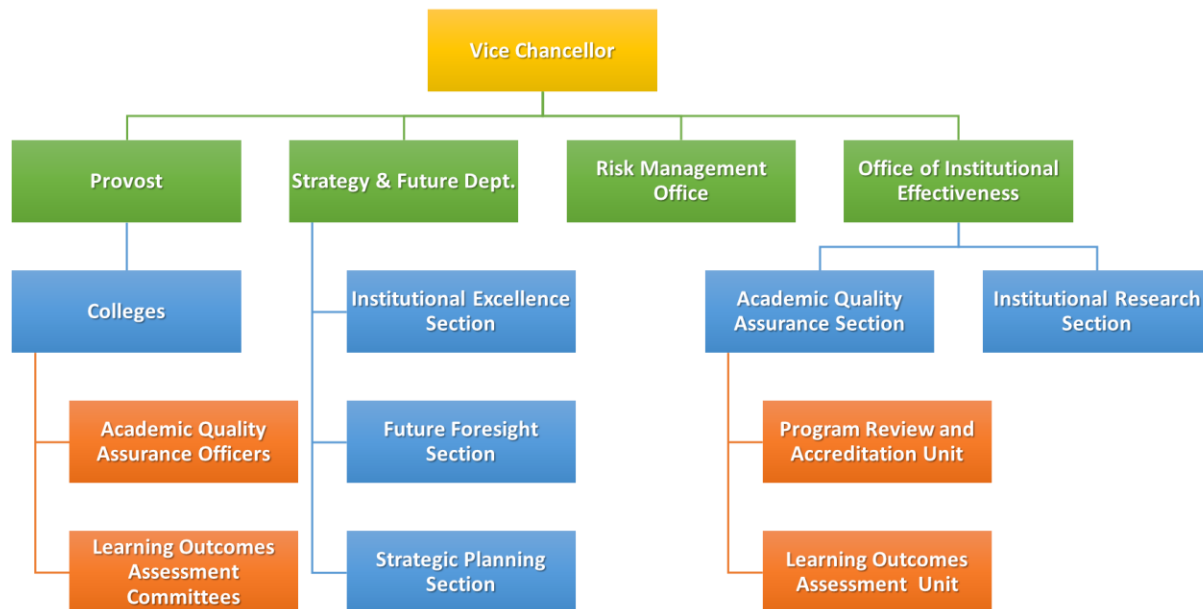 Vice Chancellor
Provost
Strategy & Future Dept.
Risk Management
Office
Office of Institutional
Effectiveness
Colleges
Institutional Excellence
Section
Academic Quality
Assurance Section
Institutional Research
Section
Academic Quality
Assurance Officers
Future Foresight
Section
Program Review and
Accreditation Unit
Learning Outcomes
Assessment
Committees
Strategic Planning
Section
Learning Outcomes
Assessment  Unit